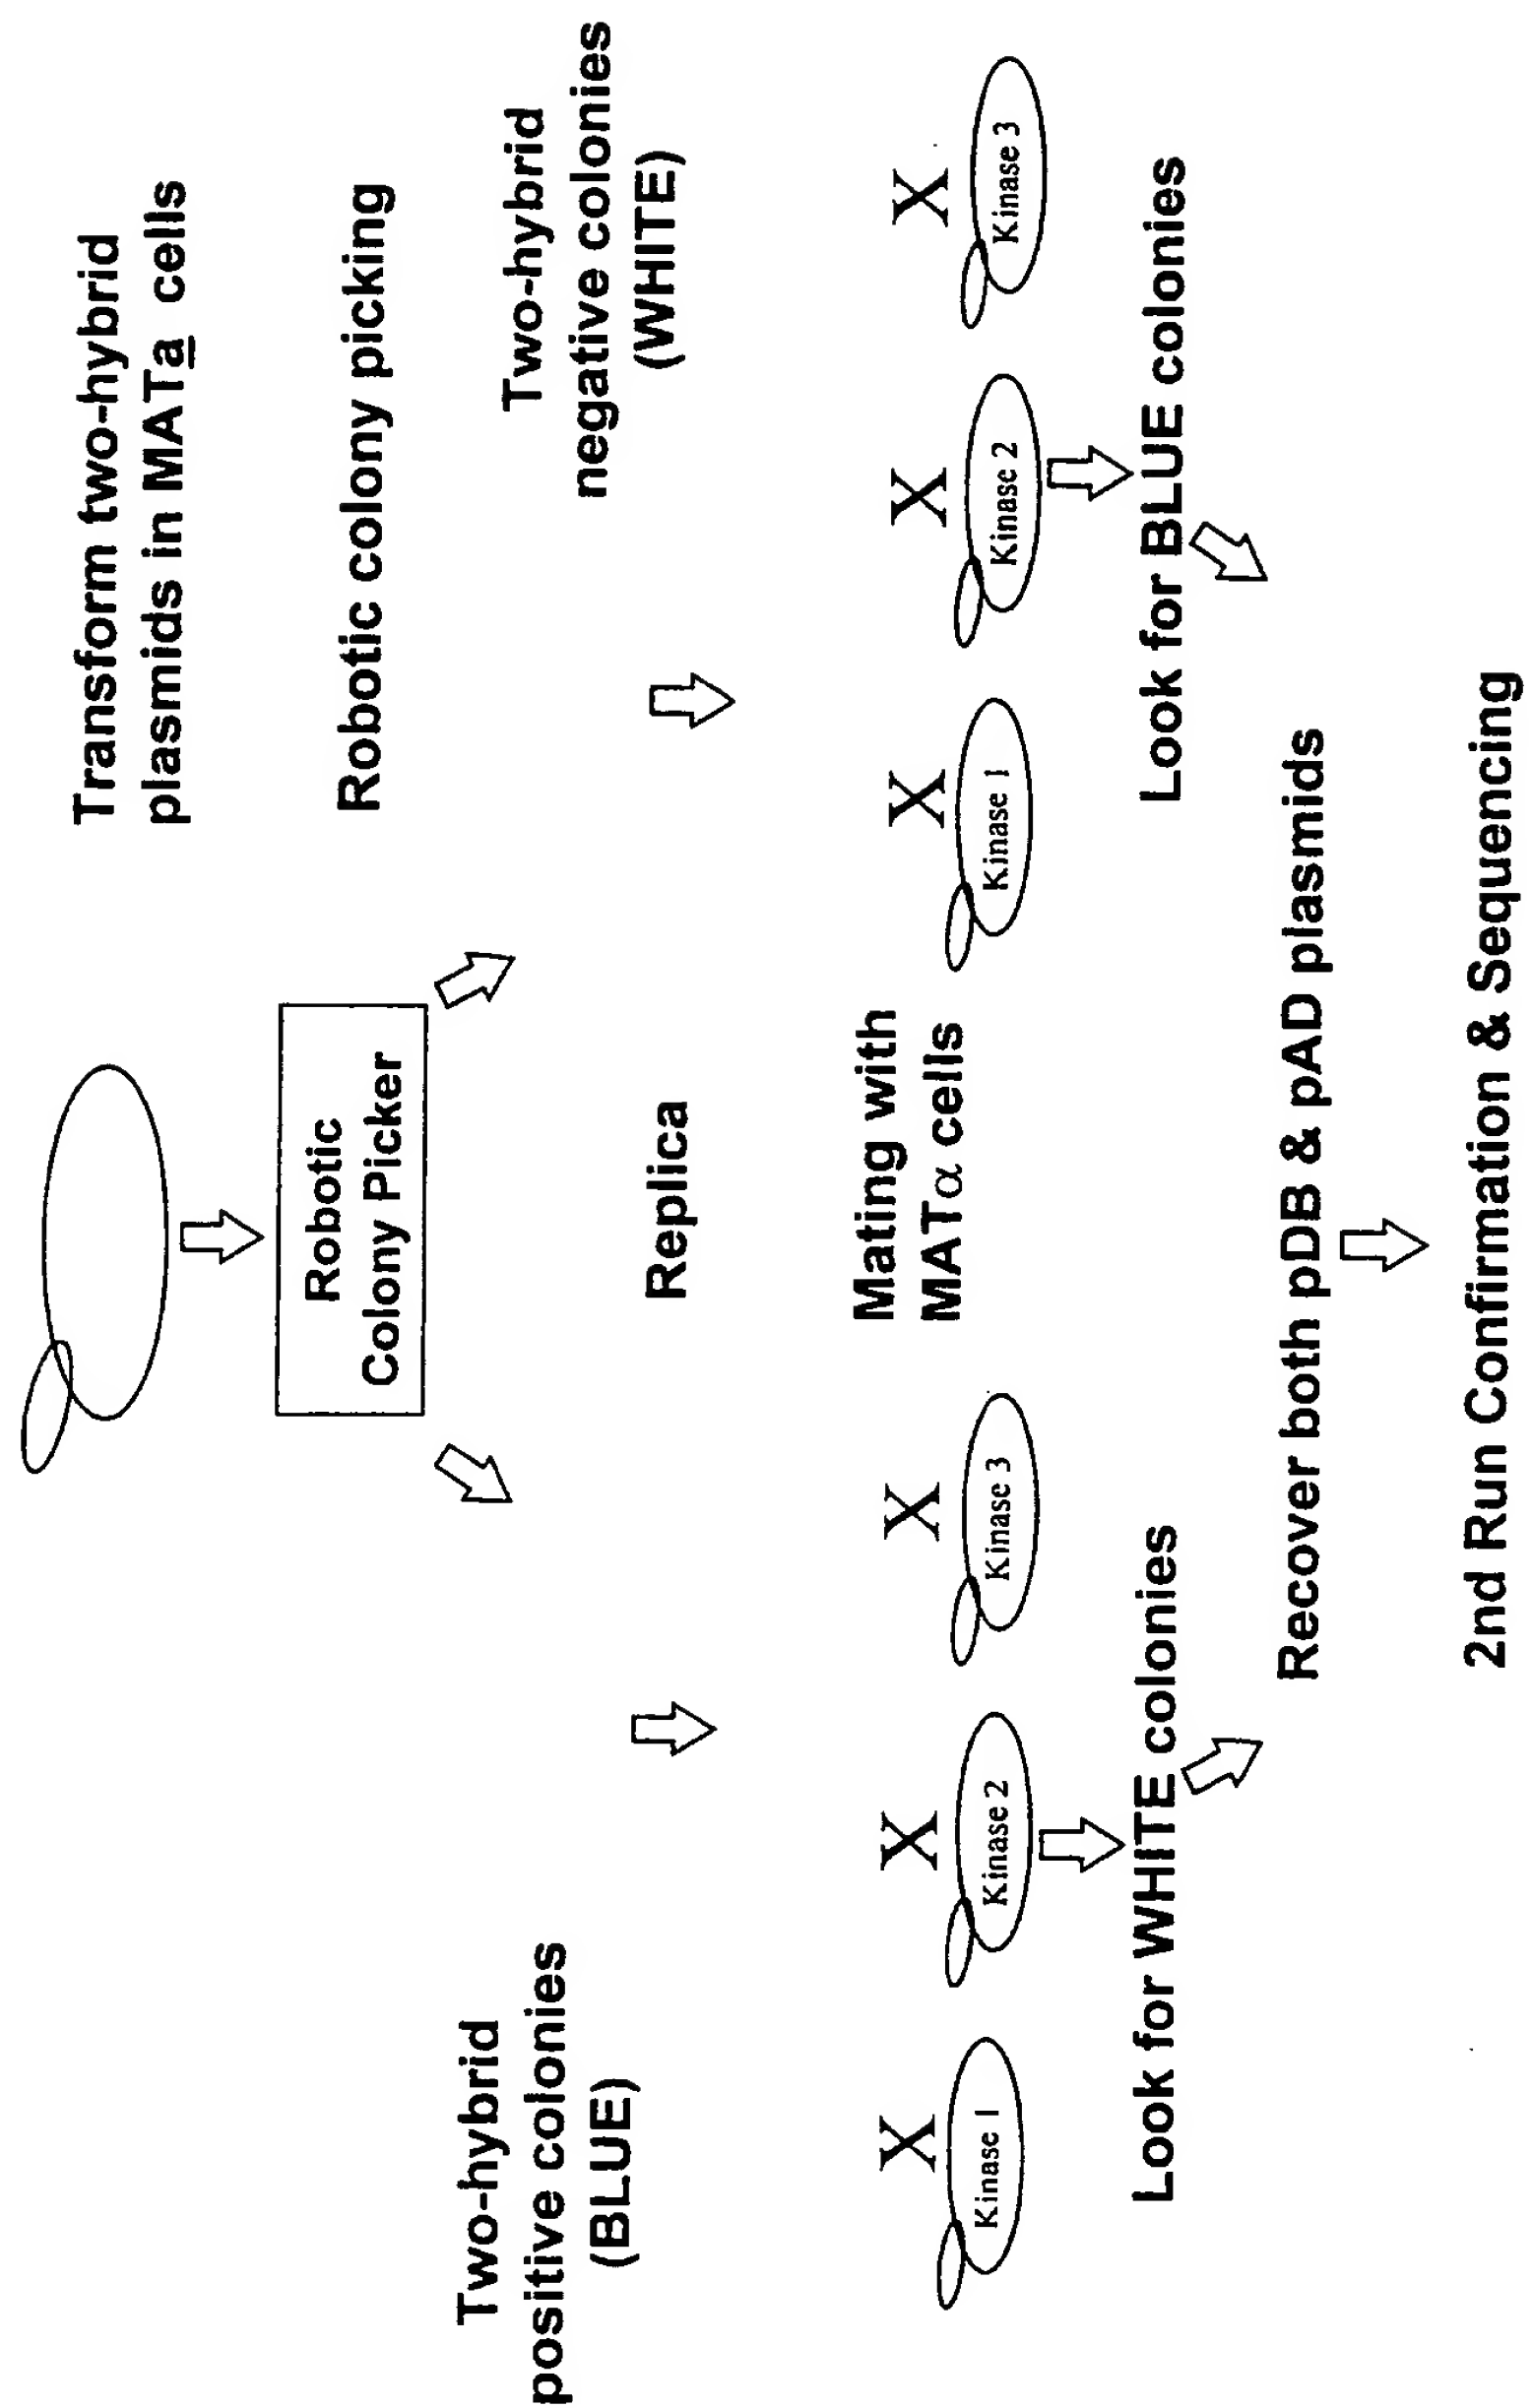 Transform two-hybrid
plasmids in MATa cells
Robotic
Colony Picker
Robotic colony picking
Two-hybrid
positive colonies
(BLUE)
Replica
Two-hybrid
negative colonies
(WHITE)
X X X
Kinase 1 Kinase 2 Kinase 3
Mating with
MATα cells
X X X
Kinase 1 Kinase 2 Kinase 3
Look for WHITE colonies
Look for BLUE colonies
Recover both pDB & pAD plasmids
2nd Run Confirmation & Sequencing